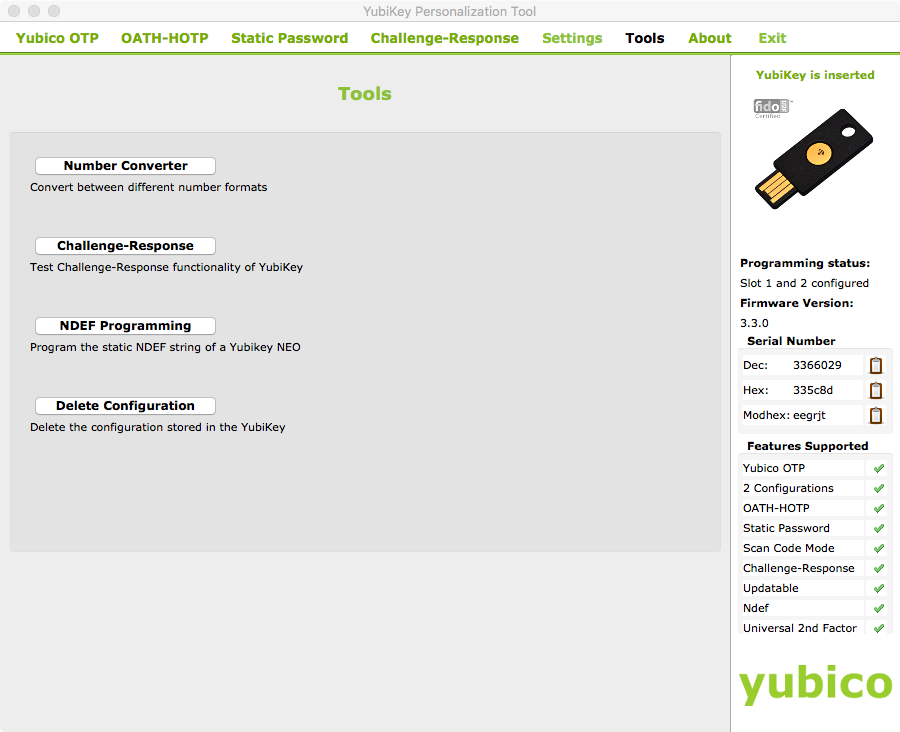 YubiKey Personalization Tool
Yubico OTP OATH-HOTP Static Password Challenge-Response Settings Tools About Exit
Tools
Number Converter
Convert between different number formats
Challenge-Response
Test Challenge-Response functionality of YubiKey
NDEF Programming
Program the static NDEF string of a Yubikey NEO
Delete Configuration
Delete the configuration stored in the YubiKey
YubiKey is inserted
fido
Certified
Programming status:
Slot 1 and 2 configured
Firmware Version:
3.3.0
Serial Number
Dec: 3366029
Hex: 335c8d
Modhex: eegrjt
Features Supported
Yubico OTP
2 Configurations
OATH-HOTP
Static Password
Scan Code Mode
Challenge-Response
Updatable
Ndef
Universal 2nd Factor
yubico